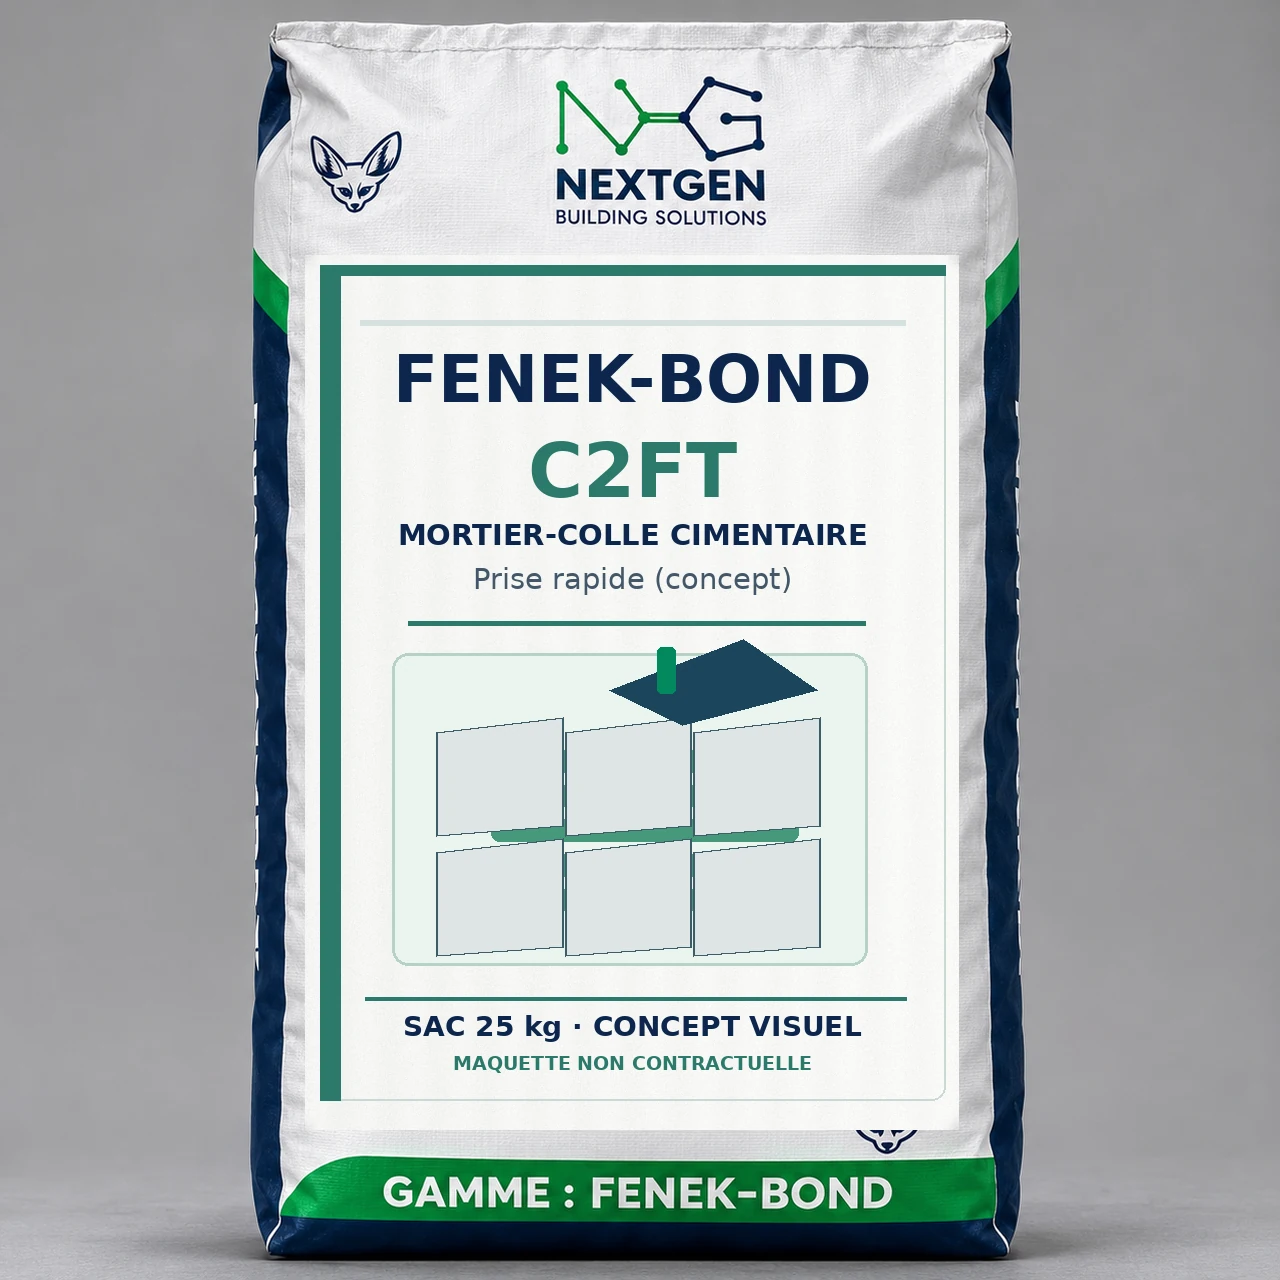 NEXTGEN
BUILDING SOLUTIONS
FENEK-BOND
C2FT
MORTIER-COLLE CIMENTAIRE
Prise rapide (concept)
SAC 25 kg · CONCEPT VISUEL
MAQUETTE NON CONTRACTUELLE
GAMME : FENEK-BOND